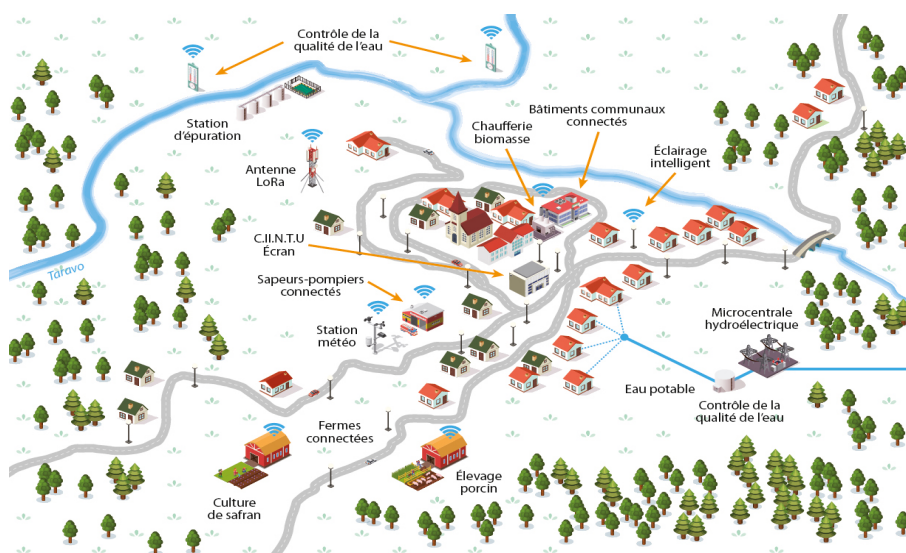 Contrôle de la
qualité de l'eau
Station
d'épuration
Bâtiments communaux
connectés
Chaufferie
biomasse
Éclairage
intelligent
Antenne
LoRa
C.II.N.T.U
Écran
Taravo
Sapeurs-pompiers
connectés
Station
météo
Microcentrale
hydroélectrique
Eau potable
Contrôle de la
qualité de l'eau
Fermes
connectées
Culture
de safran
Élevage
porcin